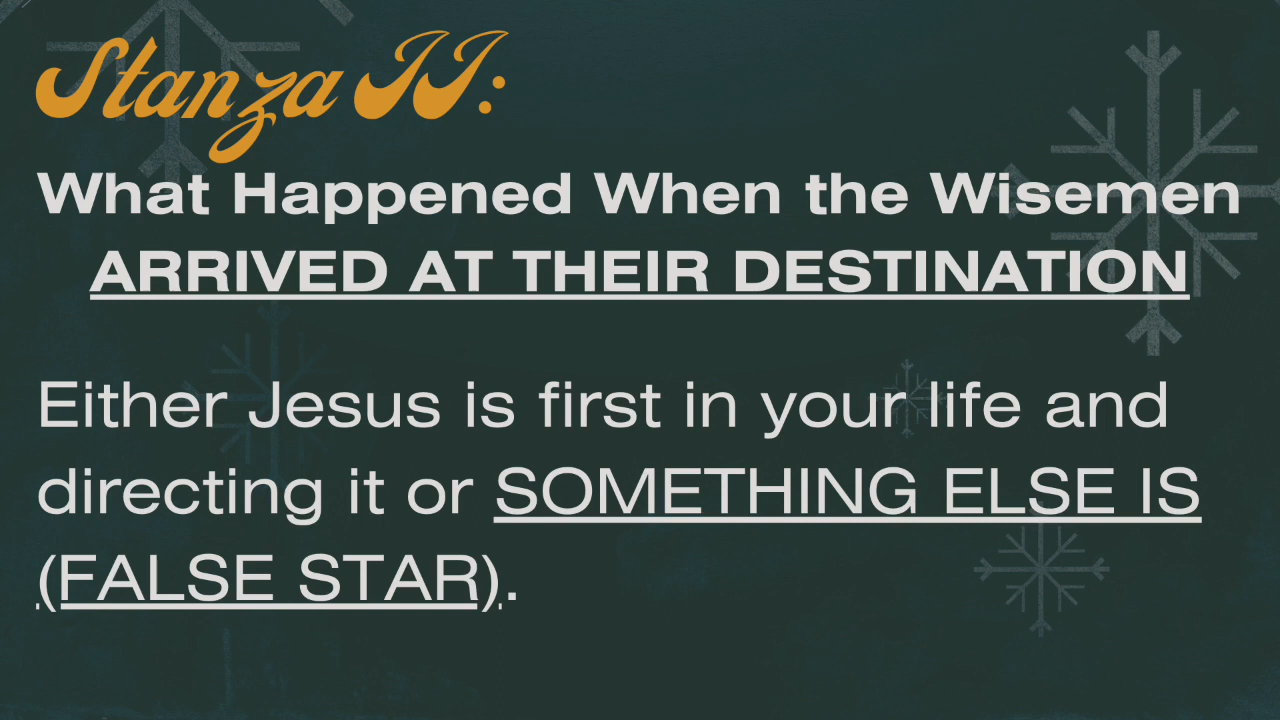 Stanza II:
What Happened When the Wisemen
ARRIVED AT THEIR DESTINATION
Either Jesus is first in your life and
directing it or SOMETHING ELSE IS
(FALSE STAR).